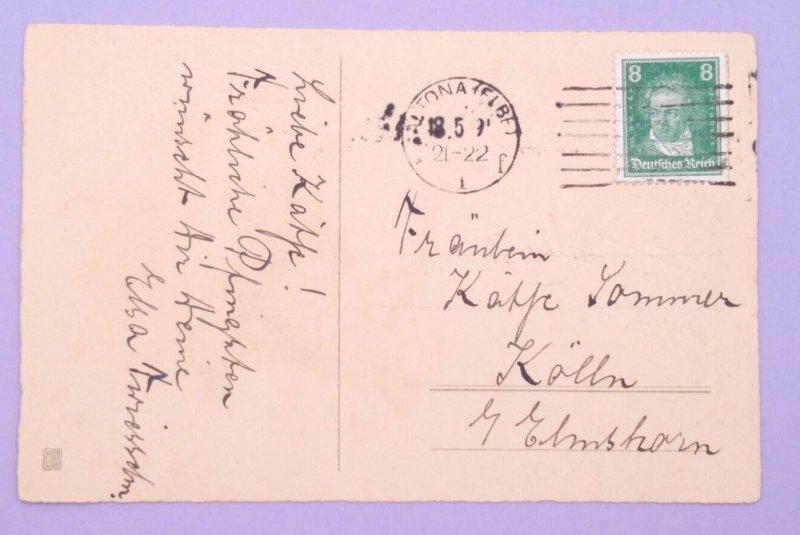 Liebe Käthe!
Fröhliche Pfingsten
wünscht dir deine
Elsa
ALTONA (ELBE)
18.5
21-22
1 f
8 8
Deutsches Reich
Fräulein
Käthe Sommer
Kölln
b/ Elmshorn